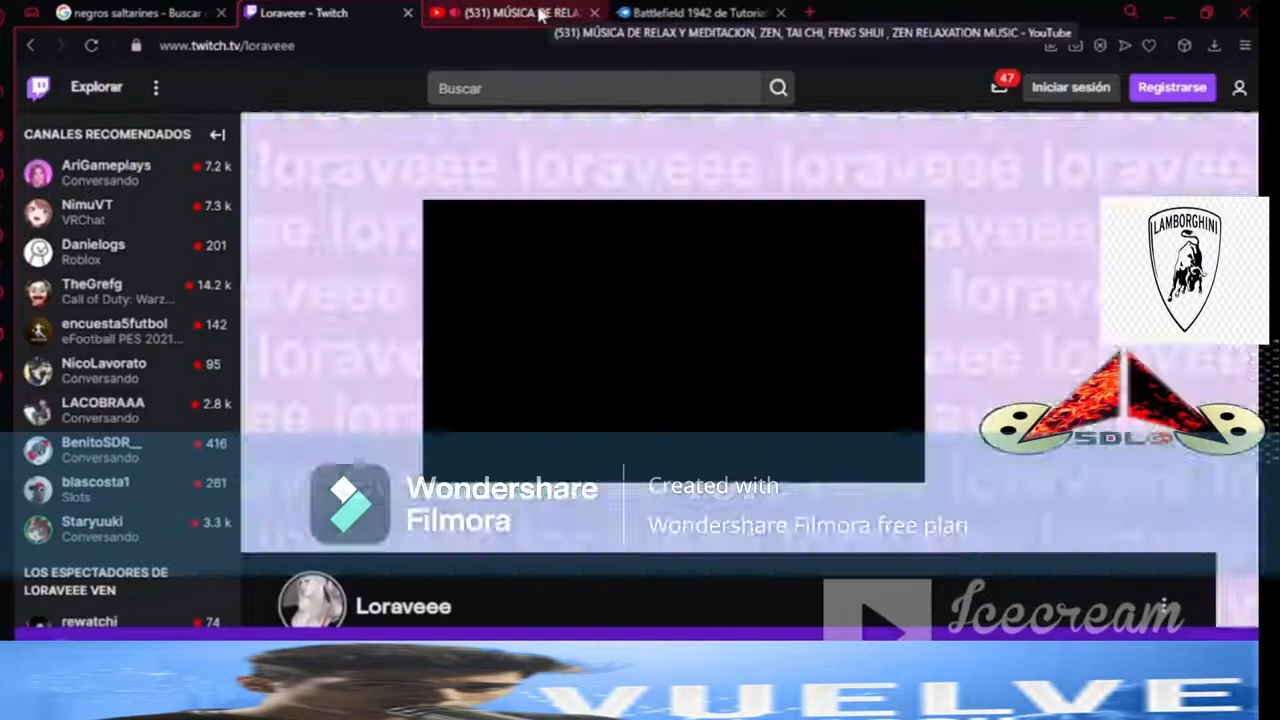 negros saltarines - Buscar
Loraveee - Twitch
(531) MÚSICA DE RELA
Battlefield 1942 de Tutoria
(531) MÚSICA DE RELAX Y MEDITACION, ZEN, TAI CHI, FENG SHUI , ZEN RELAXATION MUSIC - YouTube
www.twitch.tv/loraveee
Explorar
Buscar
47
Iniciar sesión
Registrarse
CANALES RECOMENDADOS
AriGameplays 7.2 k
Conversando
NimuVT 7.3 k
VRChat
Danielogs 201
Roblox
TheGrefg 14.2 k
Call of Duty: Warz...
encuesta5futbol 142
eFootball PES 2021...
NicoLavorato 95
Conversando
LACOBRAAA 2.8 k
Conversando
BenitoSDR__ 416
Conversando
blascosta1 261
Slots
Staryuuki 3.3 k
Conversando
LOS ESPECTADORES DE
LORAVEEE VEN
rewatchi 74
loraveee loraveee loraveee loraveee
LAMBORGHINI
SDLG
Wondershare
Filmora
Created with
Wondershare Filmora free plan
Loraveee
Icecream
VUELVE